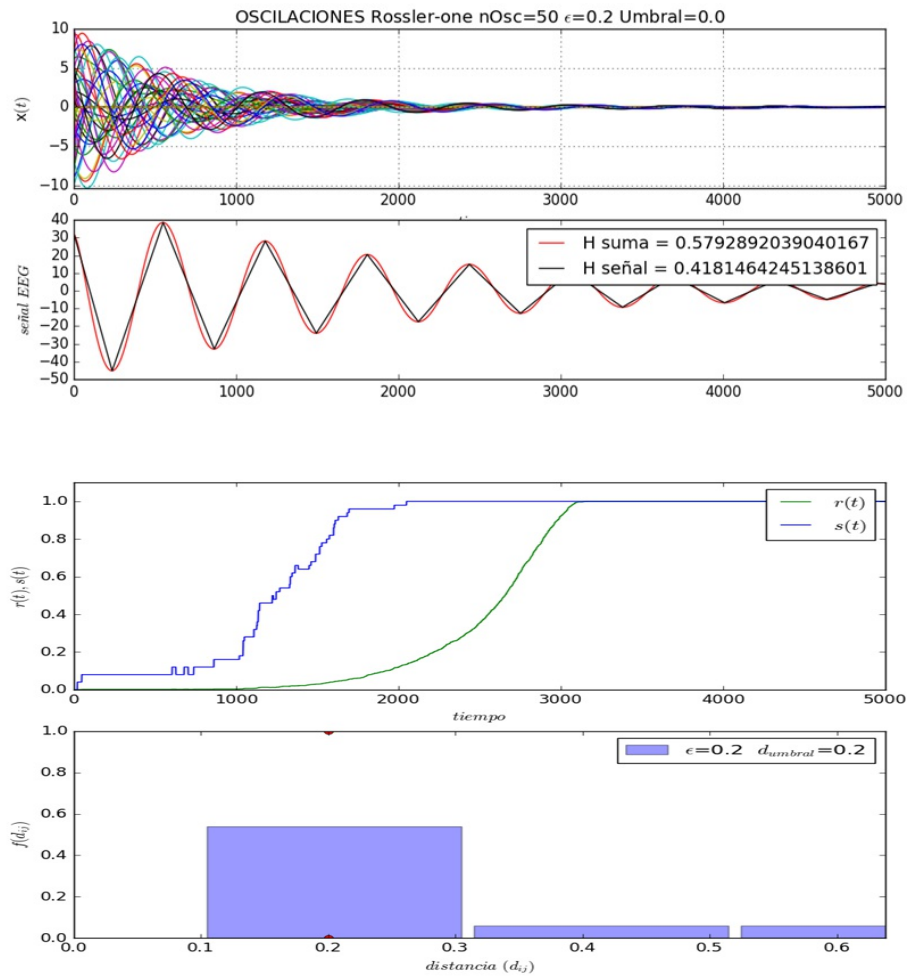 OSCILACIONES Rossler-one nOsc=50 ϵ=0.2 Umbral=0.0
10
5
0
−5
−10
x(t)
0 1000 2000 3000 4000 5000
40
30
20
10
0
−10
−20
−30
−40
−50
señal EEG
H suma = 0.5792892039040167
H señal = 0.4181464245138601
0 1000 2000 3000 4000 5000
1.0
0.8
0.6
0.4
0.2
0.0
r(t), s(t)
r(t)
s(t)
0 1000 2000 3000 4000 5000
tiempo
1.0
0.8
0.6
0.4
0.2
0.0
f(d_ij)
ϵ=0.2 d_umbral=0.2
0.0 0.1 0.2 0.3 0.4 0.5 0.6
distancia (d_ij)